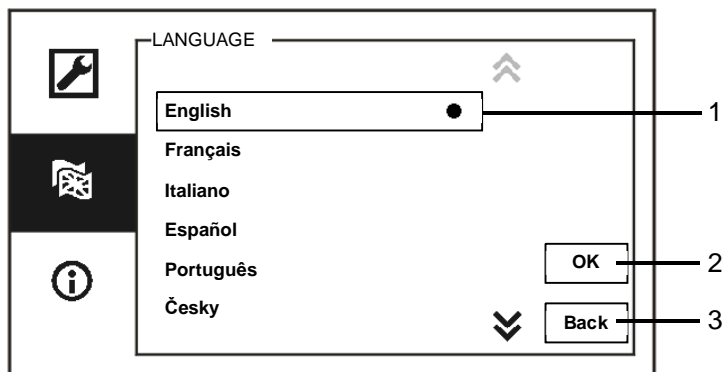 LANGUAGE
English 1
Français
Italiano
Español
Português
OK 2
Česky
Back 3